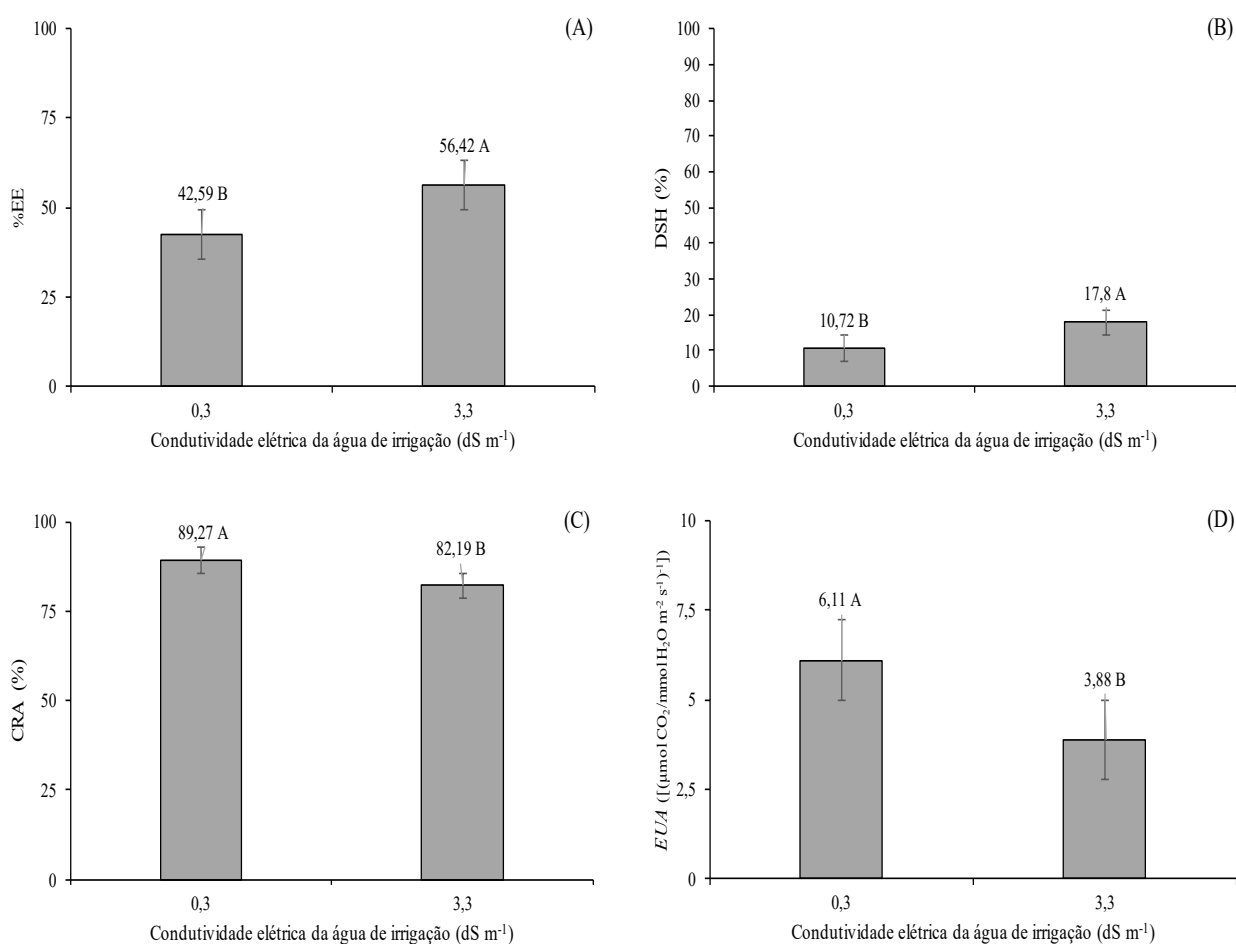 (A)
100
75
50
25
0
%EE
42,59 B
56,42 A
0,3
3,3
Condutividade elétrica da água de irrigação (dS m⁻¹)
(B)
100
90
80
70
60
50
40
30
20
10
0
DSH (%)
10,72 B
17,8 A
0,3
3,3
Condutividade elétrica da água de irrigação (dS m⁻¹)
(C)
100
75
50
25
0
CRA (%)
89,27 A
82,19 B
0,3
3,3
Condutividade elétrica da água de irrigação (dS m⁻¹)
(D)
10
7,5
5
2,5
0
EUA ([(µmol CO₂/mmol H₂O m⁻² s⁻¹)⁻¹])
6,11 A
3,88 B
0,3
3,3
Condutividade elétrica da água de irrigação (dS m⁻¹)